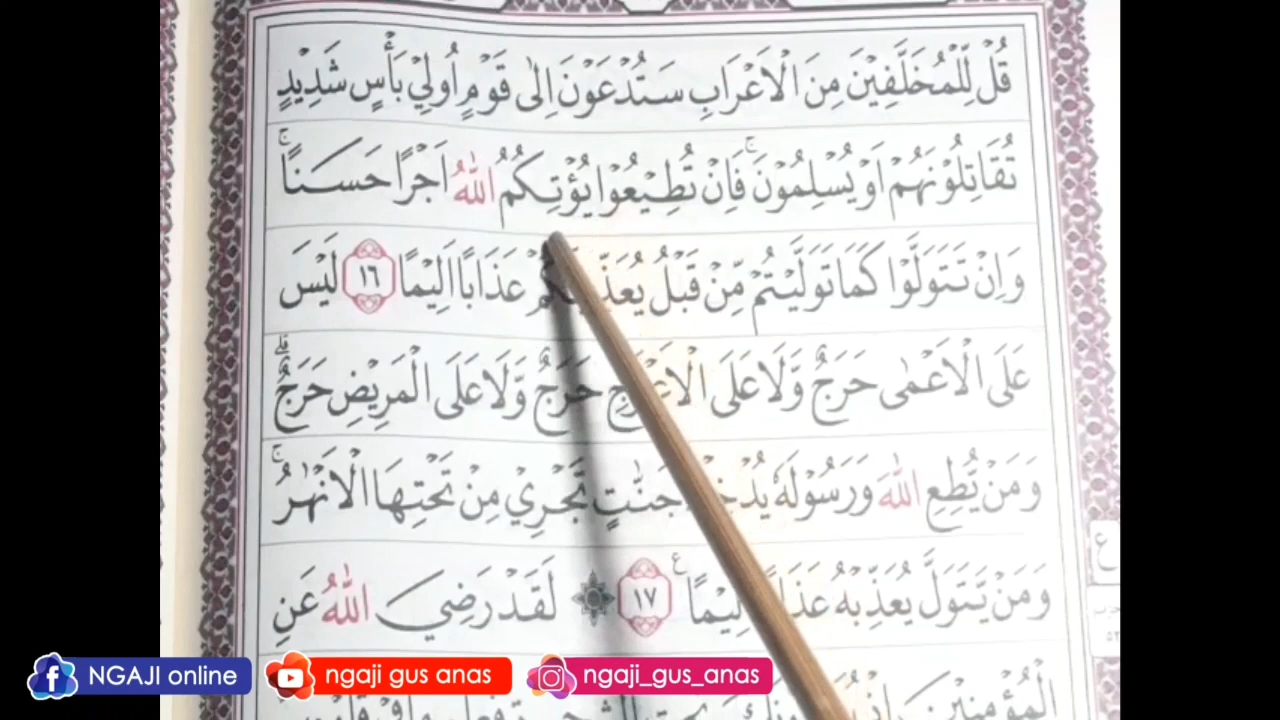 قُلْ لِّلْمُخَلَّفِيْنَ مِنَ الْاَعْرَابِ سَتُدْعَوْنَ اِلٰى قَوْمٍ اُولِيْ بَأْسٍ شَدِيْدٍ
تُقَاتِلُوْنَهُمْ اَوْ يُسْلِمُوْنَۚ فَاِنْ تُطِيْعُوْا يُؤْتِكُمُ اللّٰهُ اَجْرًا حَسَنًاۚ
وَاِنْ تَتَوَلَّوْا كَمَا تَوَلَّيْتُمْ مِّنْ قَبْلُ يُعَذِّبْكُمْ عَذَابًا اَلِيْمًا ١٦ لَيْسَ
عَلَى الْاَعْمٰى حَرَجٌ وَّلَا عَلَى الْاَعْرَجِ حَرَجٌ وَّلَا عَلَى الْمَرِيْضِ حَرَجٌۗ
وَمَنْ يُّطِعِ اللّٰهَ وَرَسُوْلَهٗ يُدْخِلْهُ جَنّٰتٍ تَجْرِيْ مِنْ تَحْتِهَا الْاَنْهٰرُۚ
وَمَنْ يَّتَوَلَّ يُعَذِّبْهُ عَذَابًا اَلِيْمًا ࣖ ١٧ ۞ لَقَدْ رَضِيَ اللّٰهُ عَنِ
الْمُؤْمِنِيْنَ
ع
NGAJI online
ngaji gus anas
ngaji_gus_anas